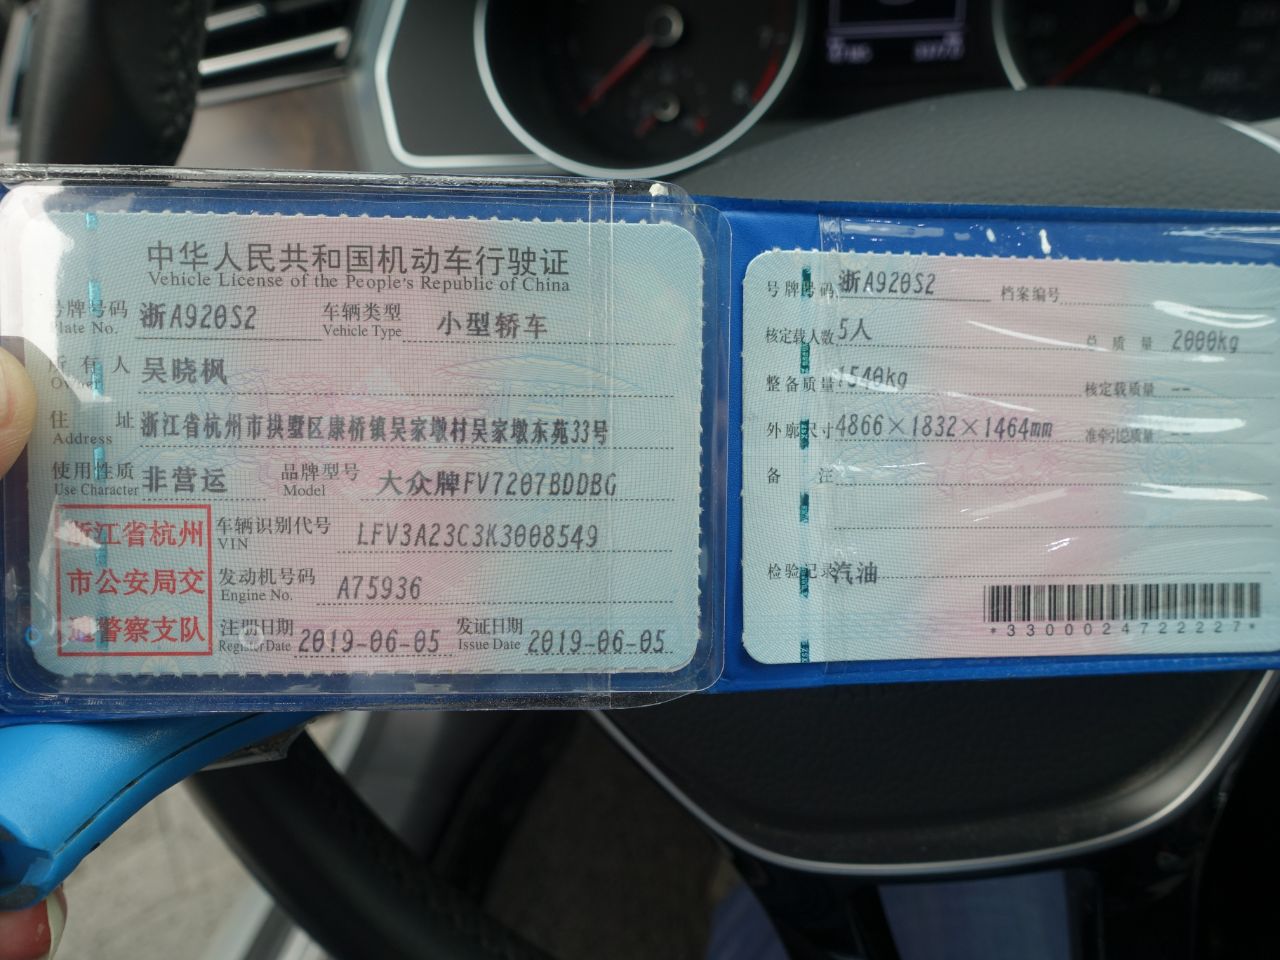 中华人民共和国机动车行驶证
Vehicle License of the People's Republic of China
号牌号码 浙A920S2 车辆类型 小型轿车
Plate No. Vehicle Type
所有人 吴晓枫
Owner
住址 浙江省杭州市拱墅区康桥镇吴家墩村吴家墩东苑33号
Address
使用性质 非营运 品牌型号 大众牌FV7207BDDBG
Use Character Model
浙江省杭州
市公安局交
通警察支队
车辆识别代号 LFV3A23C3K3008549
VIN
发动机号码 A75936
Engine No.
注册日期 2019-06-05 发证日期 2019-06-05
Register Date Issue Date
号牌号码 浙A920S2 档案编号
核定载人数 5人 总质量 2000kg
整备质量 1540kg 核定载质量 --
外廓尺寸 4866×1832×1464mm 准牵引总质量 --
备注
检验记录 汽油
*3300024722227*